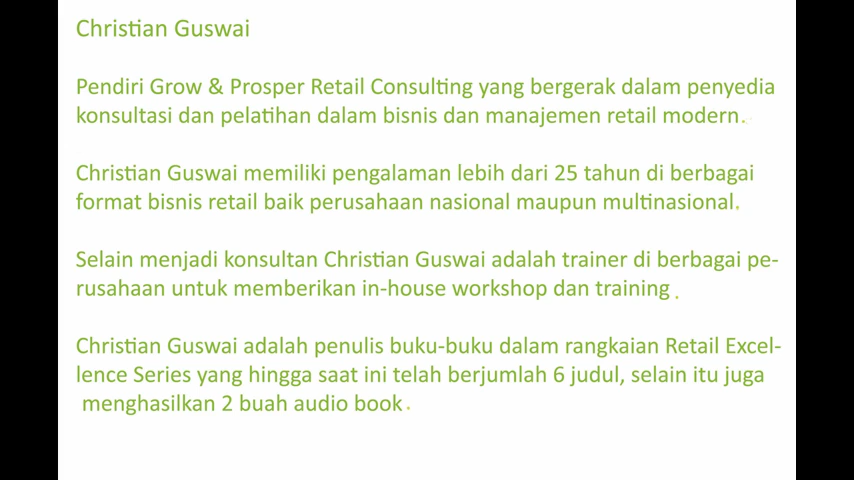 Christian Guswai
Pendiri Grow & Prosper Retail Consulting yang bergerak dalam penyedia
konsultasi dan pelatihan dalam bisnis dan manajemen retail modern.
Christian Guswai memiliki pengalaman lebih dari 25 tahun di berbagai
format bisnis retail baik perusahaan nasional maupun multinasional.
Selain menjadi konsultan Christian Guswai adalah trainer di berbagai pe-
rusahaan untuk memberikan in-house workshop dan training .
Christian Guswai adalah penulis buku-buku dalam rangkaian Retail Excel-
lence Series yang hingga saat ini telah berjumlah 6 judul, selain itu juga
menghasilkan 2 buah audio book.